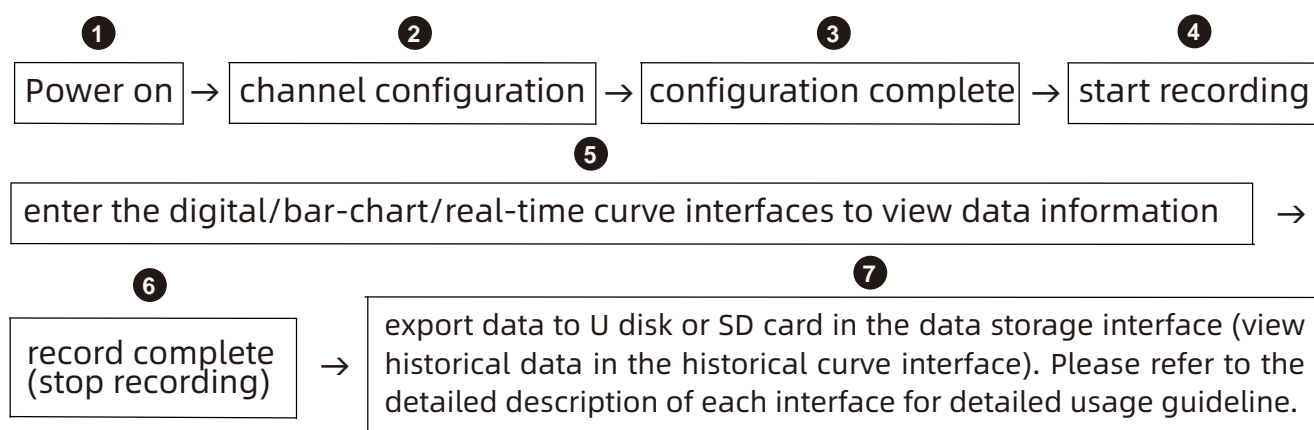 1 2 3 4
Power on → channel configuration → configuration complete → start recording
5
enter the digital/bar-chart/real-time curve interfaces to view data information →
6 7
record complete
(stop recording) →
export data to U disk or SD card in the data storage interface (view
historical data in the historical curve interface). Please refer to the
detailed description of each interface for detailed usage guideline.